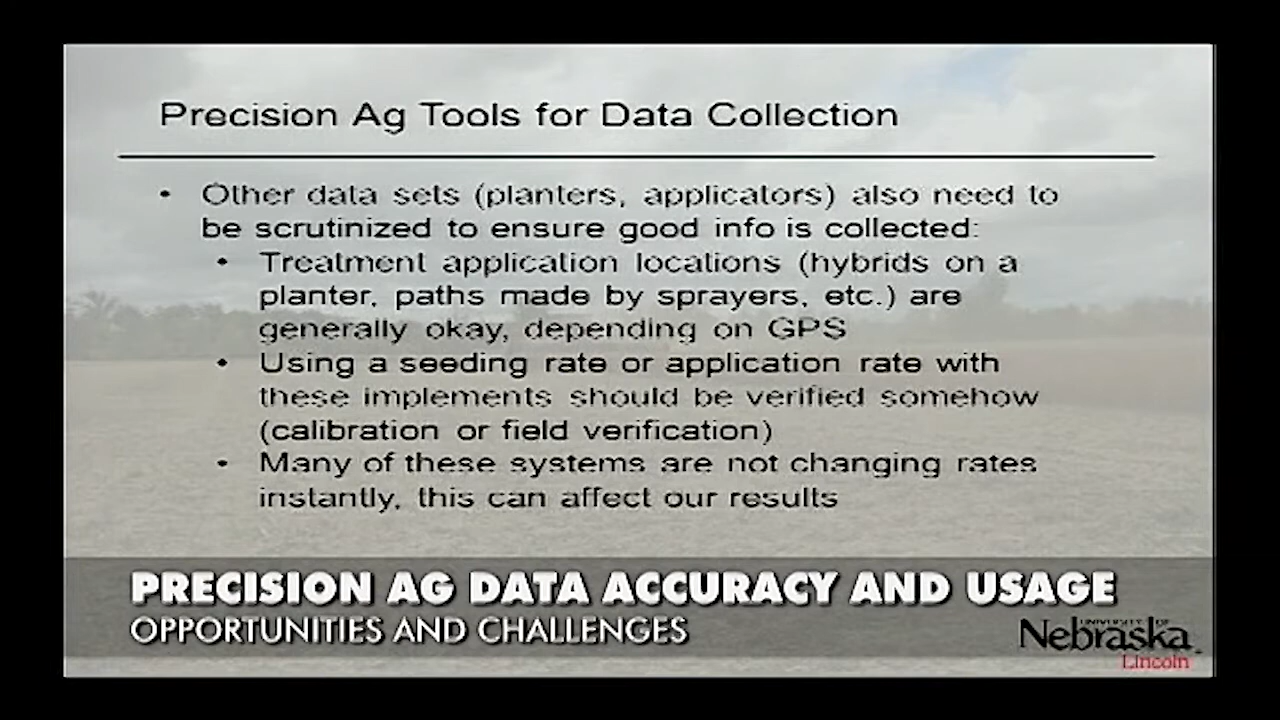 Precision Ag Tools for Data Collection
• Other data sets (planters, applicators) also need to
be scrutinized to ensure good info is collected:
• Treatment application locations (hybrids on a
planter, paths made by sprayers, etc.) are
generally okay, depending on GPS
• Using a seeding rate or application rate with
these implements should be verified somehow
(calibration or field verification)
• Many of these systems are not changing rates
instantly, this can affect our results
PRECISION AG DATA ACCURACY AND USAGE
OPPORTUNITIES AND CHALLENGES
UNIVERSITY OF
Nebraska
Lincoln